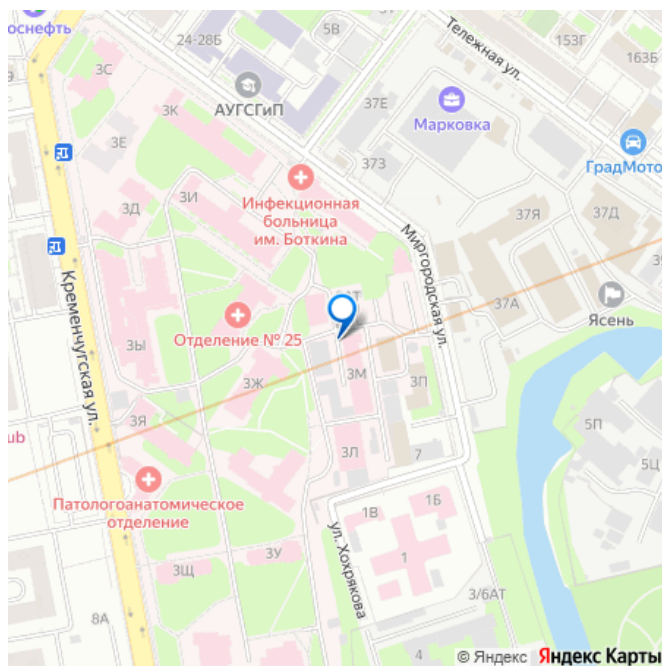 оснефть
24-28Б
5В
153Г
Тележная ул.
163Б
3С
АУГСГиП
37Е
Марковка
3К
3Е
373
ГрадМото
3И
Инфекционная
больница
им. Боткина
3Д
37Я
37Д
Миргородская ул.
Кременчугская ул.
37А
Ясень
Отделение № 25
3Ы
3Ж
3М
3П
3Я
5П
ub
3Л
7
5Ц
Патологоанатомическое
отделение
1В
1Б
ул. Хохрякова
3У
1
3Щ
3/6АТ
8А
4
© Яндекс Яндекс Карты